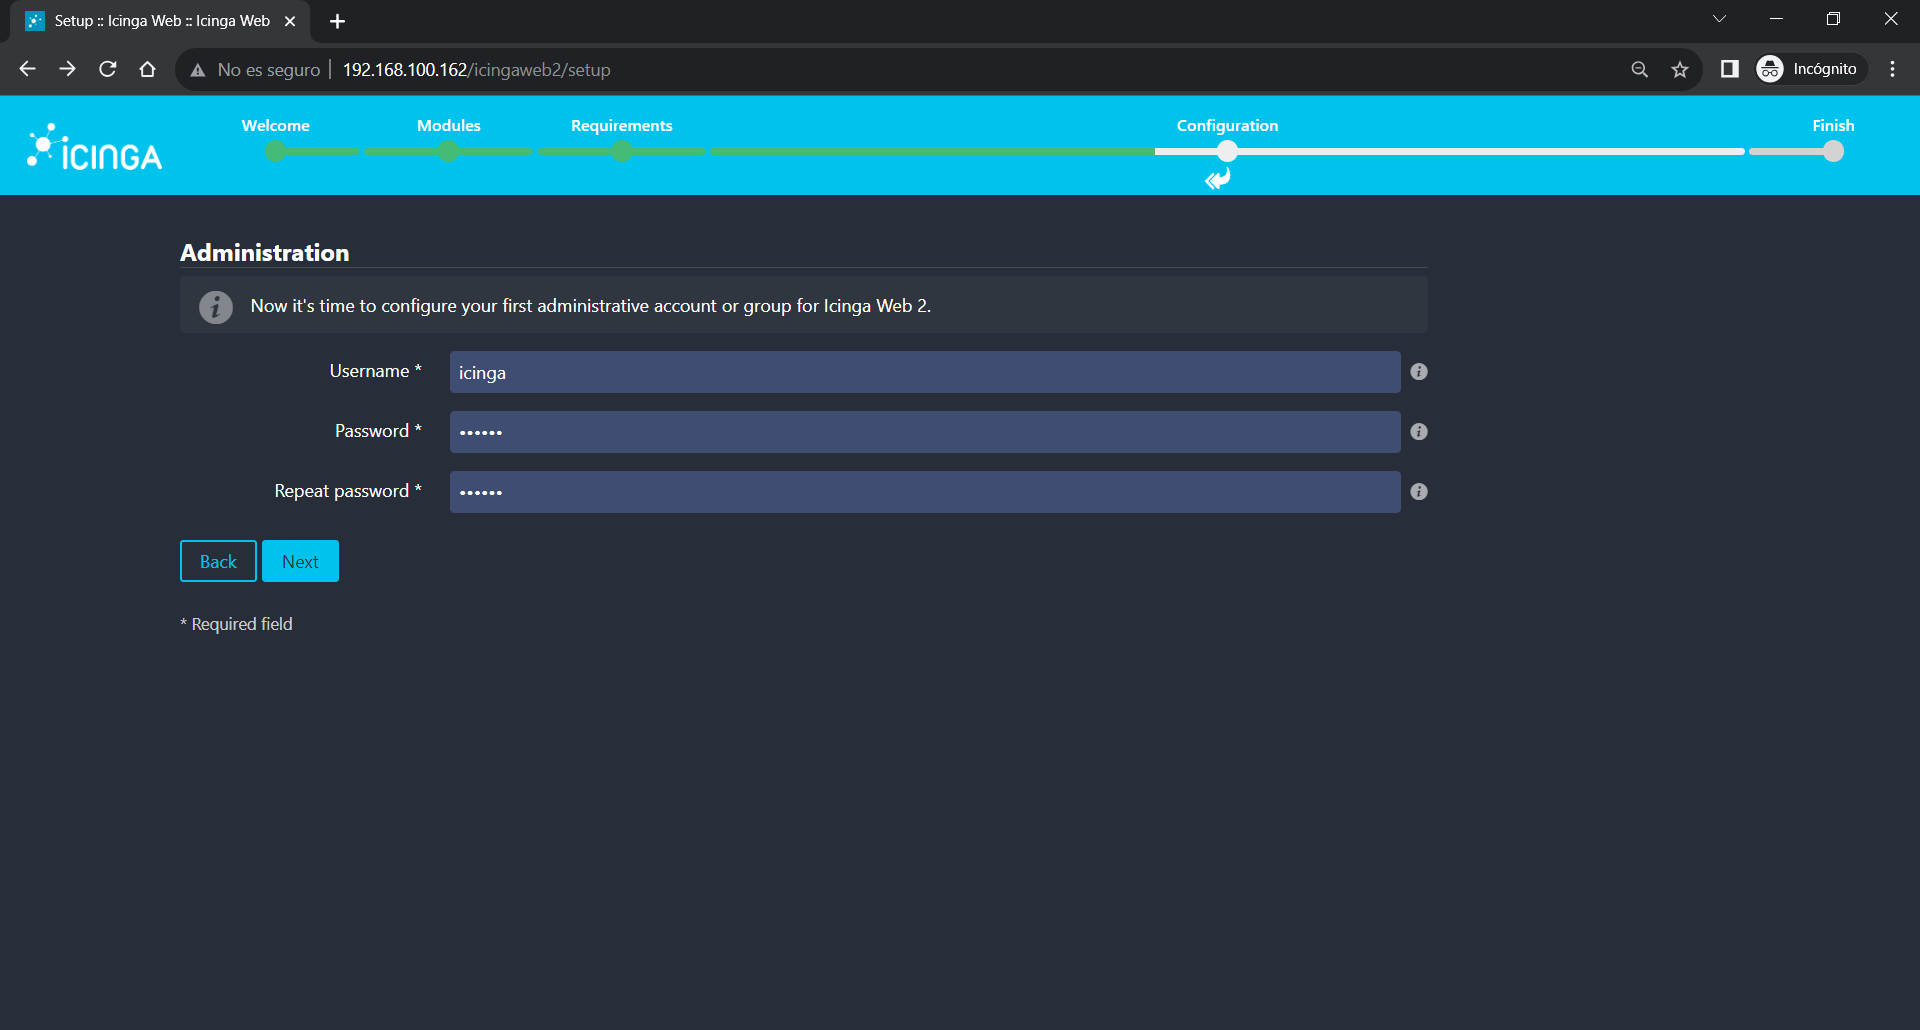 Setup :: Icinga Web :: Icinga Web
No es seguro | 192.168.100.162/icingaweb2/setup
Incógnito
ICINGA
Welcome
Modules
Requirements
Configuration
Finish
Administration
Now it's time to configure your first administrative account or group for Icinga Web 2.
Username *
icinga
Password *
••••••
Repeat password *
••••••
Back
Next
* Required field